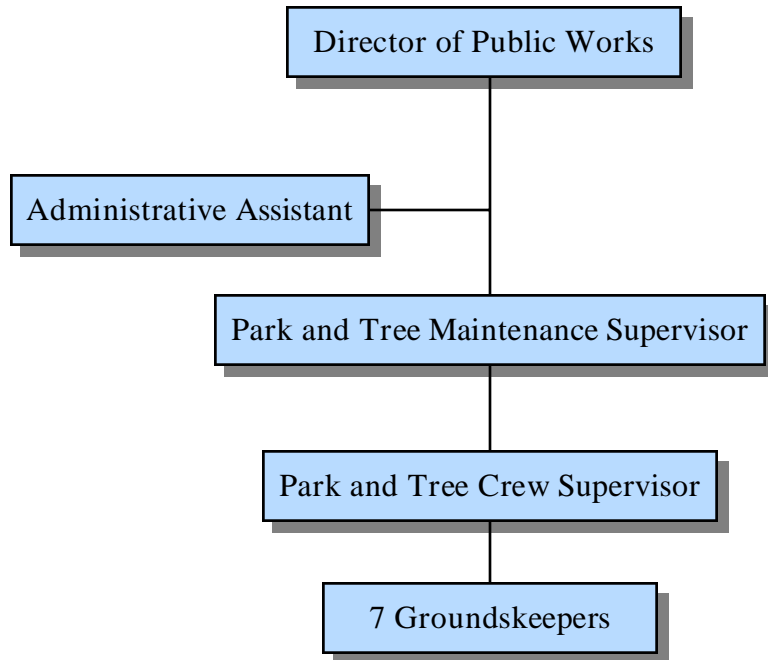 Director of Public Works
Administrative Assistant
Park and Tree Maintenance Supervisor
Park and Tree Crew Supervisor
7 Groundskeepers